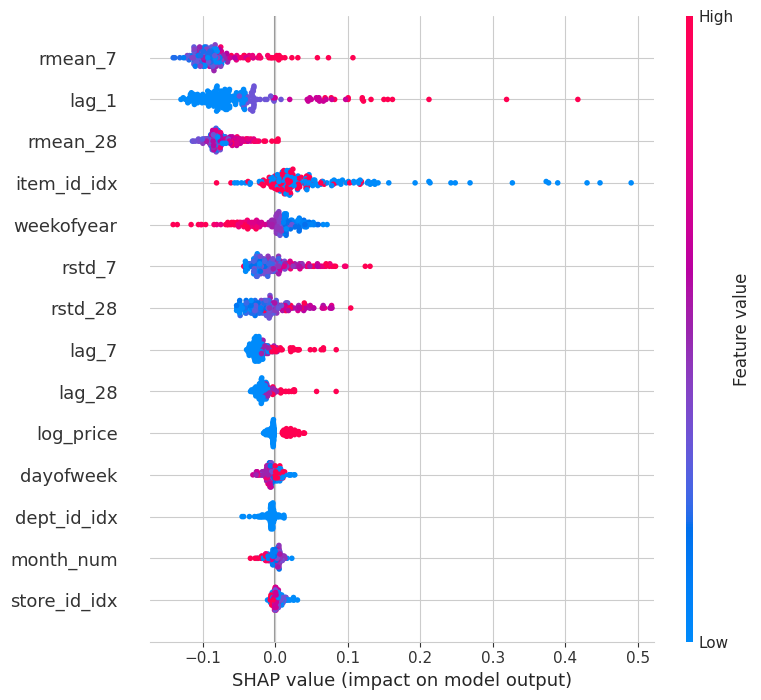 High
rmean_7
lag_1
rmean_28
item_id_idx
weekofyear
rstd_7
rstd_28
lag_7
lag_28
log_price
dayofweek
dept_id_idx
month_num
store_id_idx
Feature value
Low
−0.1 0.0 0.1 0.2 0.3 0.4 0.5
SHAP value (impact on model output)